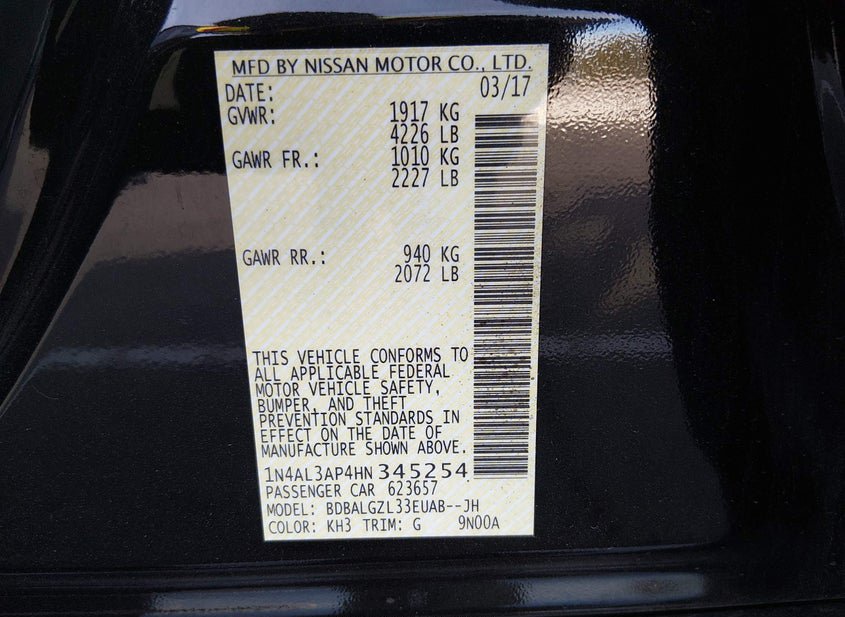 MFD BY NISSAN MOTOR CO., LTD.
DATE: 03/17
GVWR: 1917 KG
4226 LB
GAWR FR.: 1010 KG
2227 LB
GAWR RR.: 940 KG
2072 LB
THIS VEHICLE CONFORMS TO
ALL APPLICABLE FEDERAL
MOTOR VEHICLE SAFETY,
BUMPER, AND THEFT
PREVENTION STANDARDS IN
EFFECT ON THE DATE OF
MANUFACTURE SHOWN ABOVE.
1N4AL3AP4HN345254
PASSENGER CAR 623657
MODEL: BDBALGZL33EUAB--JH
COLOR: KH3 TRIM: G 9N00A